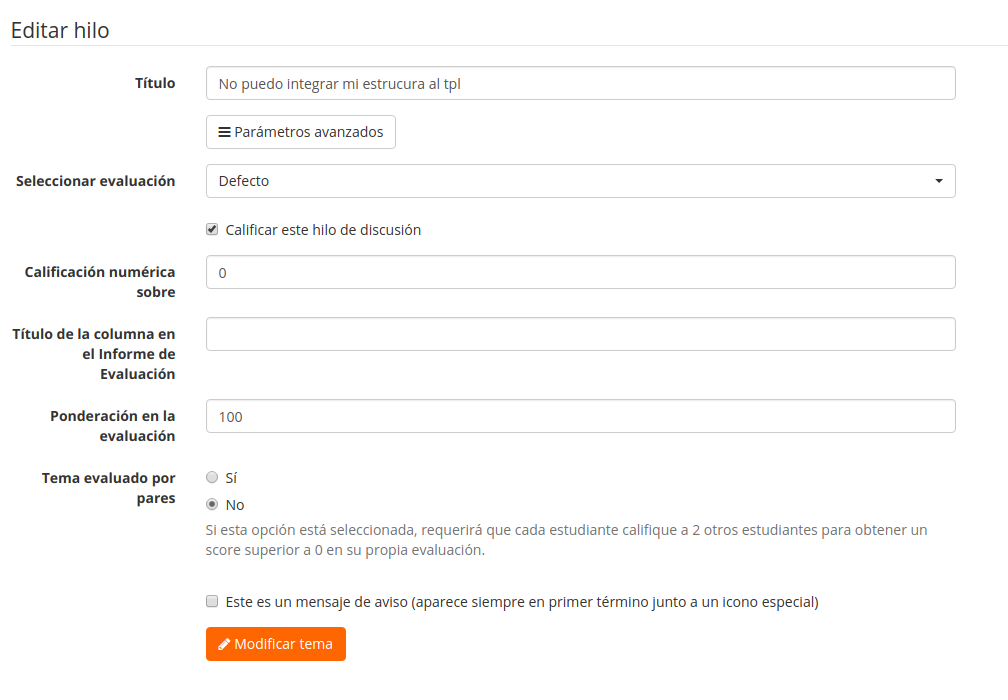 Editar hilo
Título
No puedo integrar mi estrucura al tpl
Parámetros avanzados
Seleccionar evaluación
Defecto
Calificar este hilo de discusión
Calificación numérica
sobre
0
Título de la columna en
el Informe de
Evaluación
Ponderación en la
evaluación
100
Tema evaluado por
pares
Sí
No
Si esta opción está seleccionada, requerirá que cada estudiante califique a 2 otros estudiantes para obtener un
score superior a 0 en su propia evaluación.
Este es un mensaje de aviso (aparece siempre en primer término junto a un icono especial)
Modificar tema